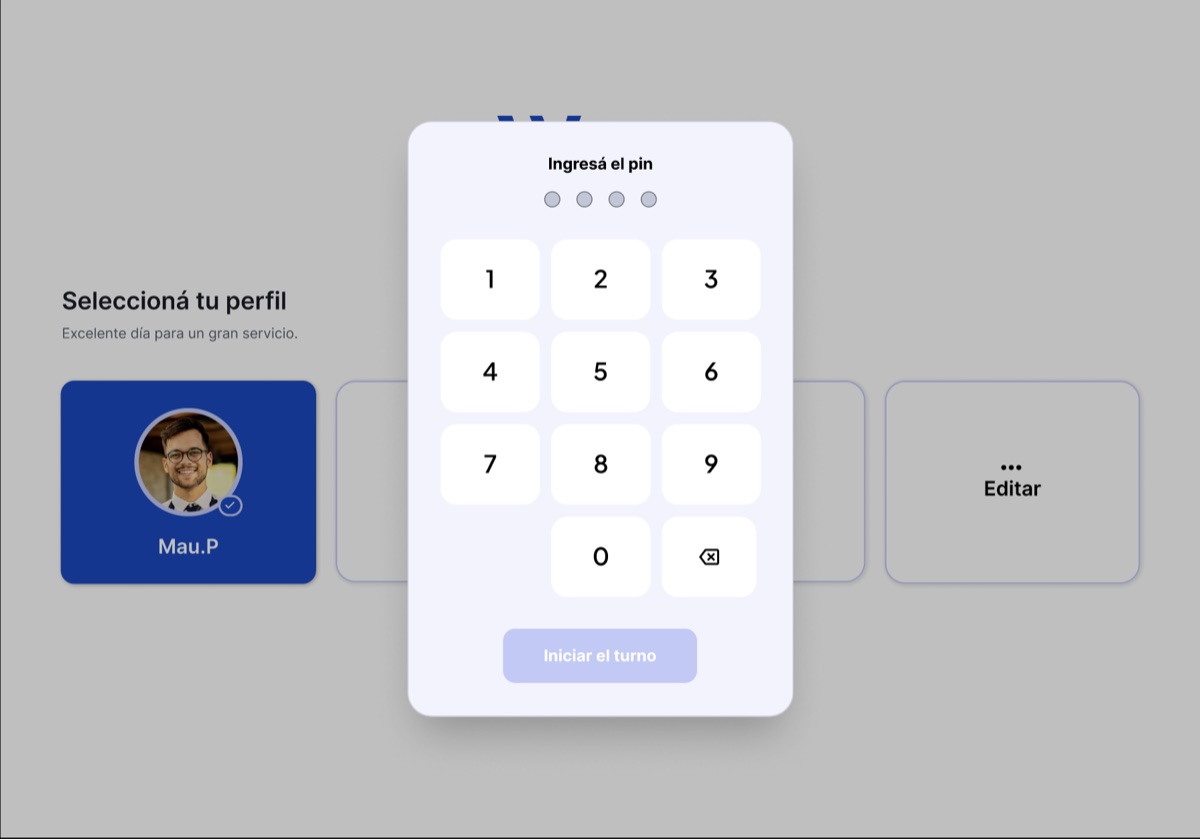 Ingresá el pin
1 2 3
Seleccioná tu perfil
Excelente día para un gran servicio.
4 5 6
7 8 9
...
Editar
Mau.P
0
Iniciar el turno